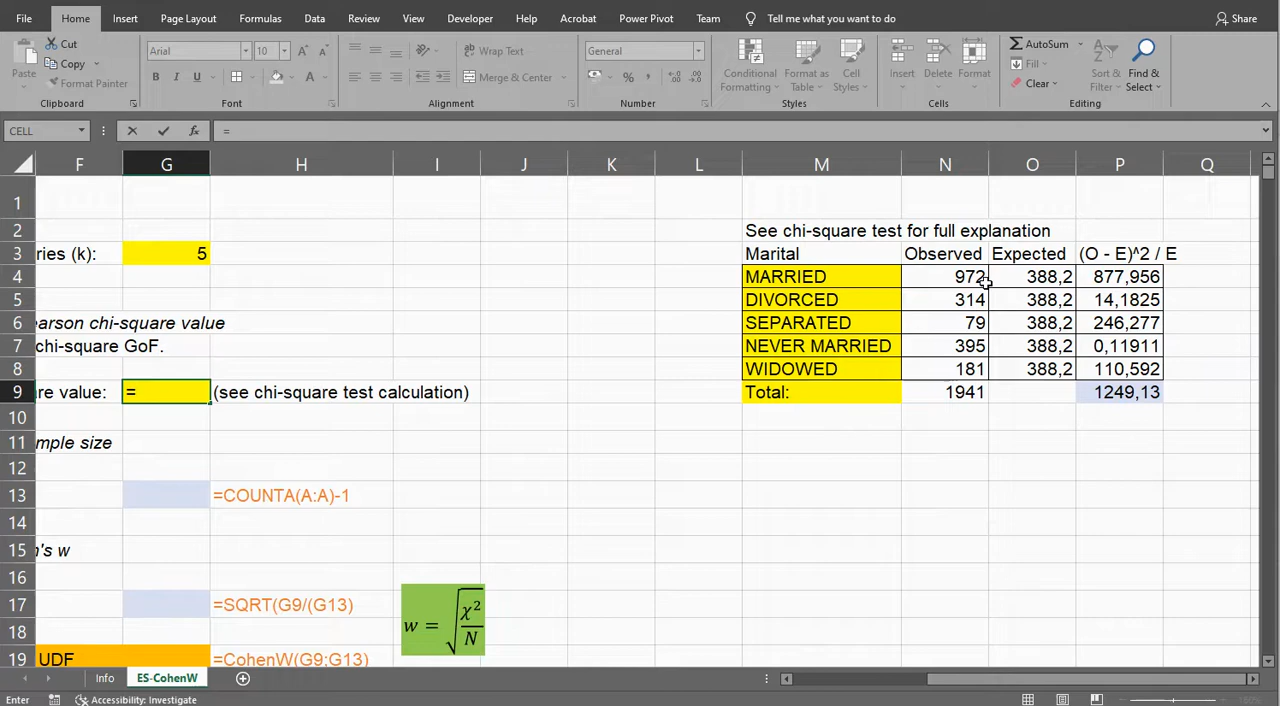 File Home Insert Page Layout Formulas Data Review View Developer Help Acrobat Power Pivot Team Tell me what you want to do Share
Paste Cut Copy Format Painter Clipboard
Arial 10 B I U Font
Wrap Text Merge & Center Alignment
General % Number
Conditional Formatting Format as Table Cell Styles Styles
Insert Delete Format Cells
AutoSum Fill Clear Sort & Filter Find & Select Editing
CELL fx =
F G H I J K L M N O P Q
1
2 See chi-square test for full explanation
3 ries (k): 5 Marital Observed Expected (O - E)^2 / E
4 MARRIED 972 388,2 877,956
5 DIVORCED 314 388,2 14,1825
6 earson chi-square value SEPARATED 79 388,2 246,277
7 chi-square GoF. NEVER MARRIED 395 388,2 0,11911
8 WIDOWED 181 388,2 110,592
9 re value: = (see chi-square test calculation) Total: 1941 1249,13
10
11 mple size
12
13 =COUNTA(A:A)-1
14
15 n's w
16
17 =SQRT(G9/(G13)
w = √χ²/N
18
19 UDF =CohenW(G9;G13)
Info ES-CohenW
Enter Accessibility: Investigate